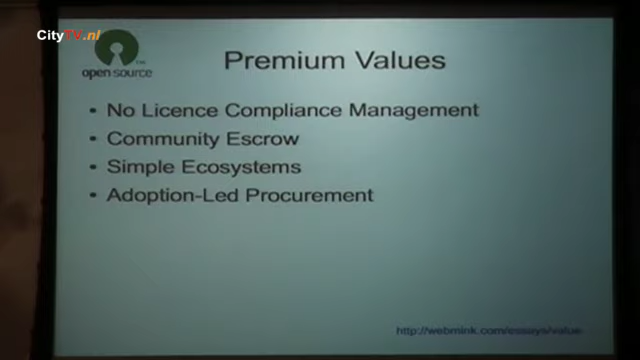 CityTV.nl
open source
Premium Values
• No Licence Compliance Management
• Community Escrow
• Simple Ecosystems
• Adoption-Led Procurement
http://webmink.com/essays/value